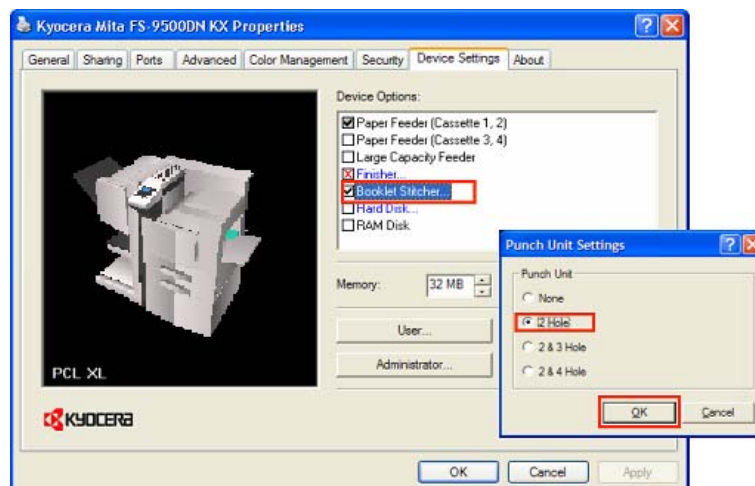 Kyocera Mita FS-9500DN KX Properties
General Sharing Ports Advanced Color Management Security Device Settings About
Device Options:
Paper Feeder (Cassette 1, 2)
Paper Feeder (Cassette 3, 4)
Large Capacity Feeder
Finisher...
Booklet Stitcher...
Hard Disk...
RAM Disk
Memory: 32 MB
User...
Administrator...
PCL XL
KYOCERA
OK Cancel Apply
Punch Unit Settings
Punch Unit
None
2 Hole
2 & 3 Hole
2 & 4 Hole
OK Cancel